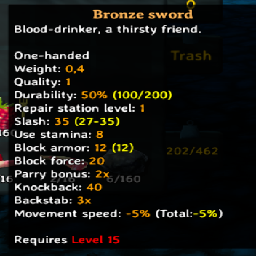 Bronze sword
Blood-drinker, a thirsty friend.
One-handed
Weight: 0,4
Trash
Quality: 1
Durability: 50% (100/200)
Repair station level: 1
Slash: 35 (27-35)
Use stamina: 8
Block armor: 12 (12)
Block force: 20
202/462
Parry bonus: 2x
Knockback: 40
Backstab: 3x
Movement speed: -5% (Total:-5%)
Requires Level 15